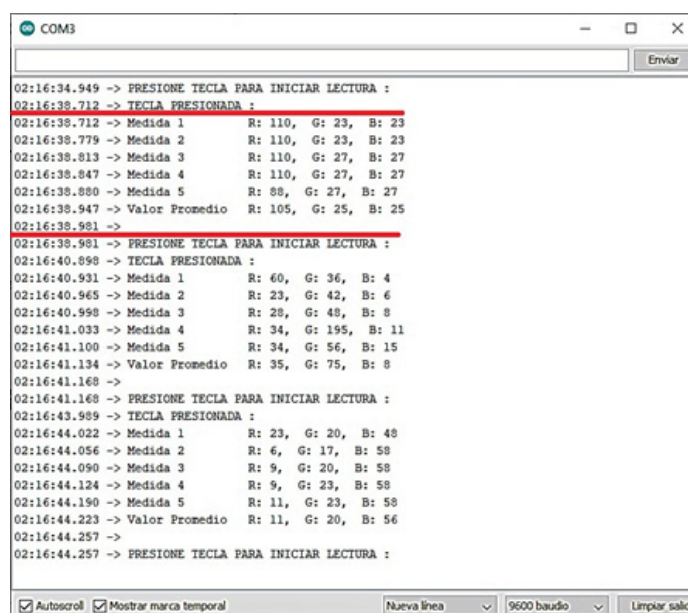 COM3
Enviar
02:16:34.949 -> PRESIONE TECLA PARA INICIAR LECTURA :
02:16:38.712 -> TECLA PRESIONADA :
02:16:38.712 -> Medida 1 R: 110, G: 23, B: 23
02:16:38.779 -> Medida 2 R: 110, G: 23, B: 23
02:16:38.813 -> Medida 3 R: 110, G: 27, B: 27
02:16:38.847 -> Medida 4 R: 110, G: 27, B: 27
02:16:38.880 -> Medida 5 R: 88, G: 27, B: 27
02:16:38.947 -> Valor Promedio R: 105, G: 25, B: 25
02:16:38.981 ->
02:16:38.981 -> PRESIONE TECLA PARA INICIAR LECTURA :
02:16:40.898 -> TECLA PRESIONADA :
02:16:40.931 -> Medida 1 R: 60, G: 36, B: 4
02:16:40.965 -> Medida 2 R: 23, G: 42, B: 6
02:16:40.998 -> Medida 3 R: 28, G: 48, B: 8
02:16:41.033 -> Medida 4 R: 34, G: 195, B: 11
02:16:41.100 -> Medida 5 R: 34, G: 56, B: 15
02:16:41.134 -> Valor Promedio R: 35, G: 75, B: 8
02:16:41.168 ->
02:16:41.168 -> PRESIONE TECLA PARA INICIAR LECTURA :
02:16:43.989 -> TECLA PRESIONADA :
02:16:44.022 -> Medida 1 R: 23, G: 20, B: 48
02:16:44.056 -> Medida 2 R: 6, G: 17, B: 58
02:16:44.090 -> Medida 3 R: 9, G: 20, B: 58
02:16:44.124 -> Medida 4 R: 9, G: 23, B: 58
02:16:44.190 -> Medida 5 R: 11, G: 23, B: 58
02:16:44.223 -> Valor Promedio R: 11, G: 20, B: 56
02:16:44.257 ->
02:16:44.257 -> PRESIONE TECLA PARA INICIAR LECTURA :
Autoscroll Mostrar marca temporal Nueva línea 9600 baudio Limpiar sali